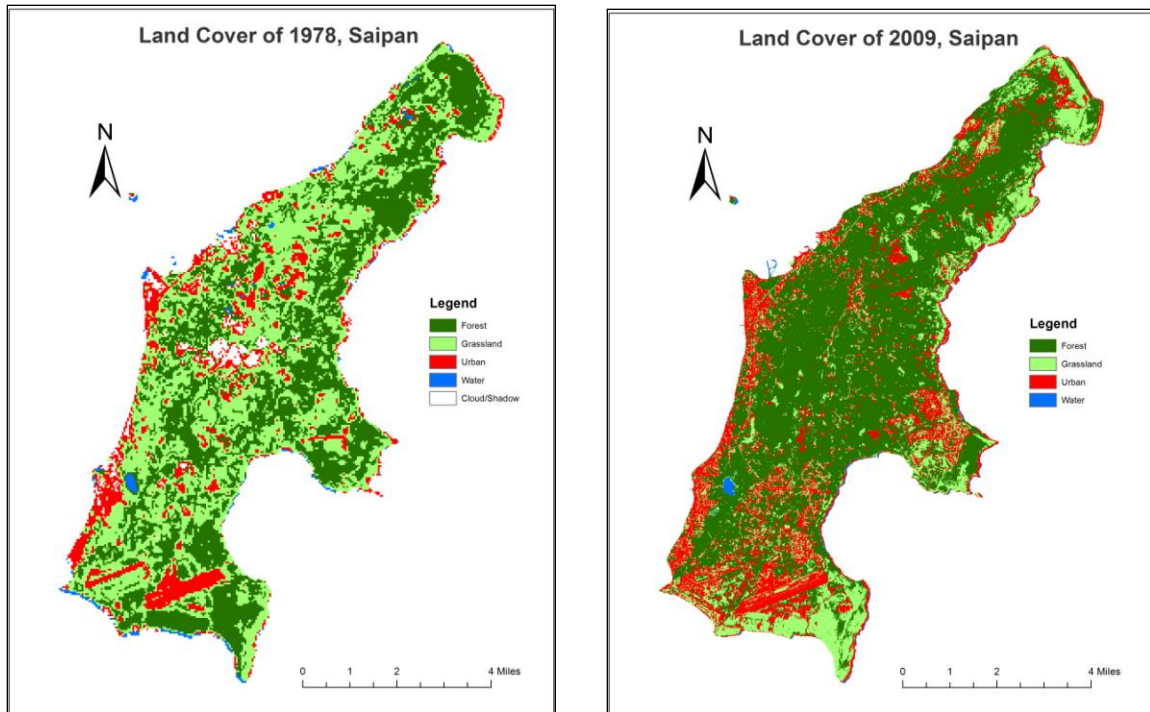 Land Cover of 1978, Saipan
N
Legend
Forest
Grassland
Urban
Water
Cloud/Shadow
0 1 2 4 Miles
Land Cover of 2009, Saipan
N
Legend
Forest
Grassland
Urban
Water
0 1 2 4 Miles